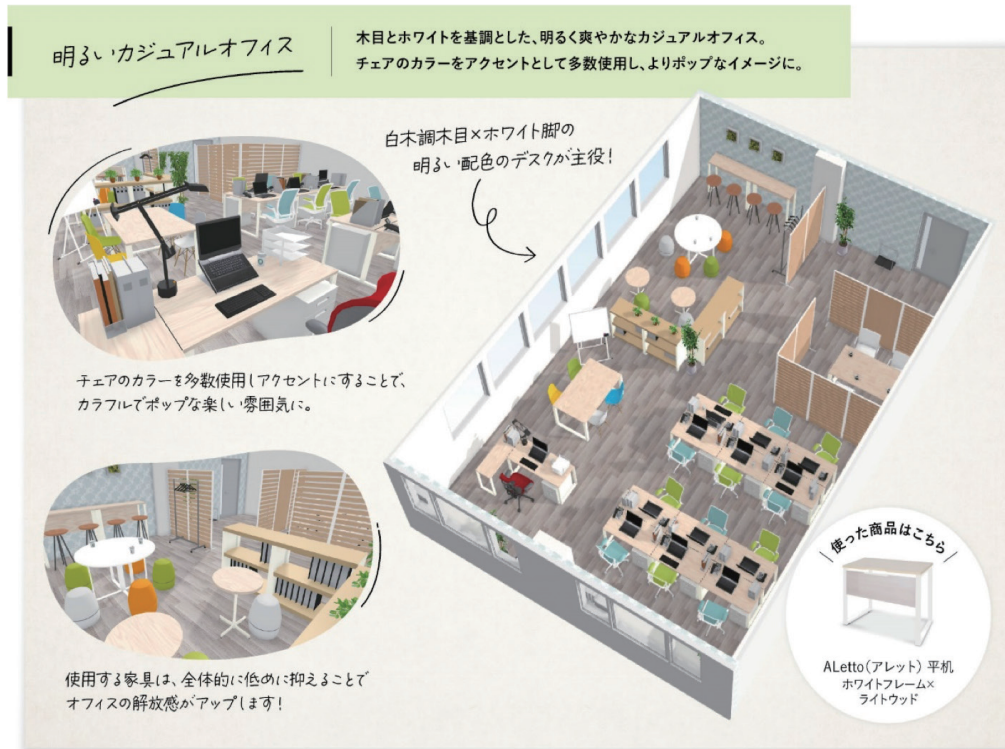 明るいカジュアルオフィス
木目とホワイトを基調とした、明るく爽やかなカジュアルオフィス。
チェアのカラーをアクセントとして多数使用し、よりポップなイメージに。
白木調木目×ホワイト脚の
明るい配色のデスクが主役!
チェアのカラーを多数使用しアクセントにすることで、
カラフルでポップな楽しい雰囲気に。
使用する家具は、全体的に低めに抑えることで
オフィスの解放感がアップします!
使った商品はこちら
ALetto(アレット) 平机
ホワイトフレーム×
ライトウッド